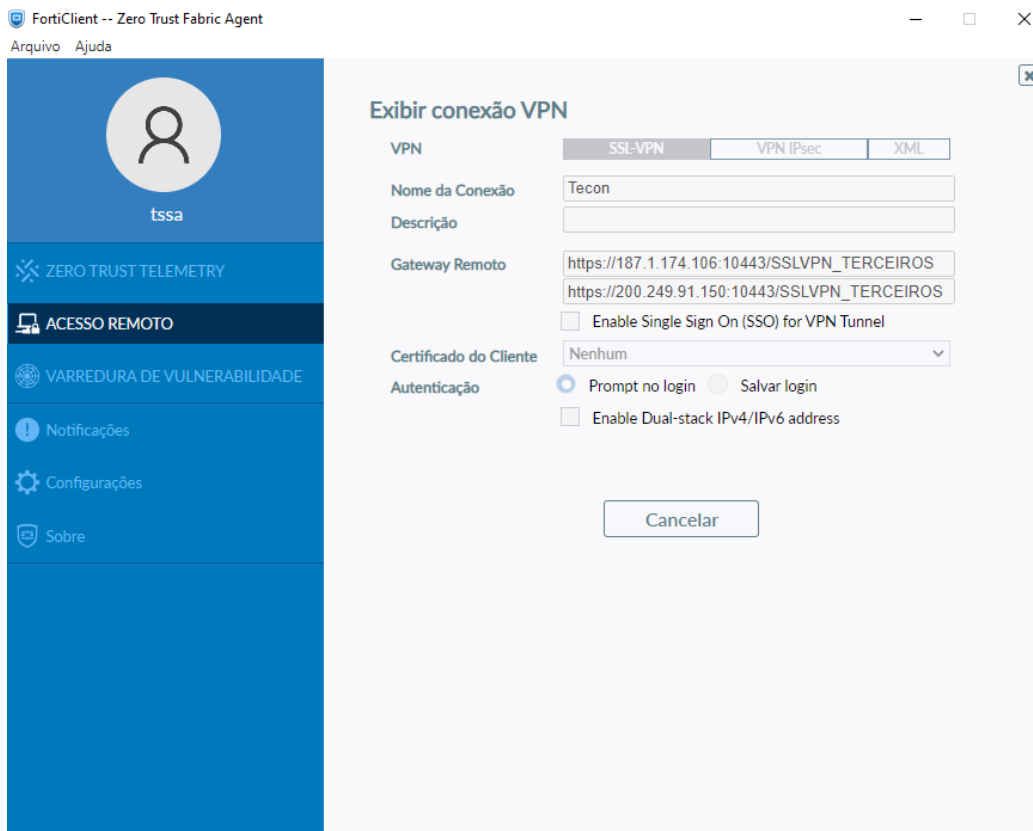 FortiClient -- Zero Trust Fabric Agent
Arquivo Ajuda
tssa
ZERO TRUST TELEMETRY
ACESSO REMOTO
VARREDURA DE VULNERABILIDADE
Notificações
Configurações
Sobre
Exibir conexão VPN
VPN SSL-VPN VPN IPsec XML
Nome da Conexão Tecon
Descrição
Gateway Remoto https://187.1.174.106:10443/SSLVPN_TERCEIROS
https://200.249.91.150:10443/SSLVPN_TERCEIROS
Enable Single Sign On (SSO) for VPN Tunnel
Certificado do Cliente Nenhum
Autenticação Prompt no login Salvar login
Enable Dual-stack IPv4/IPv6 address
Cancelar